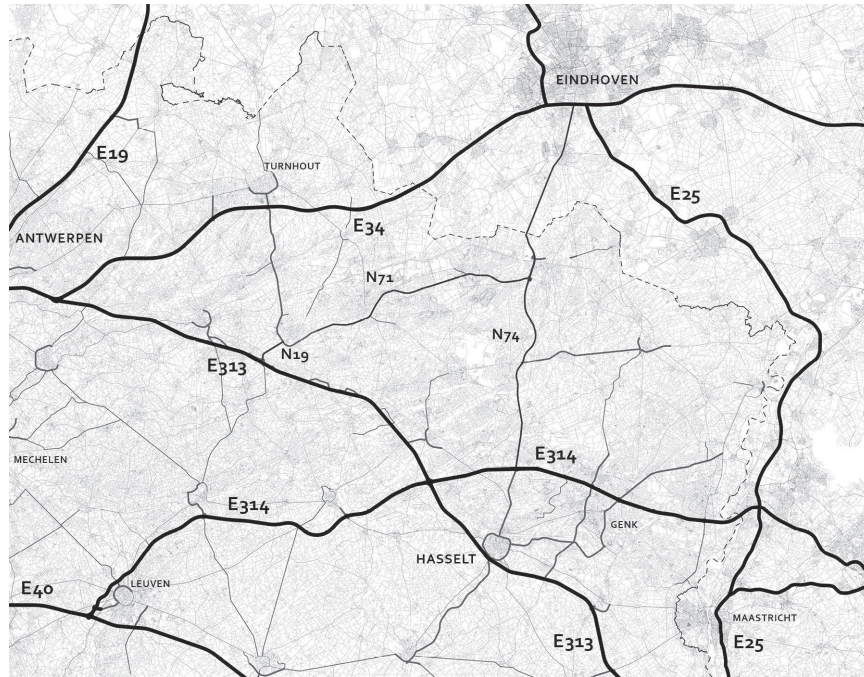 EINDHOVEN
E19
TURNHOUT
E25
E34
ANTWERPEN
N71
N74
N19
E313
E314
MECHELEN
E314
GENK
HASSELT
LEUVEN
E40
MAASTRICHT
E313
E25